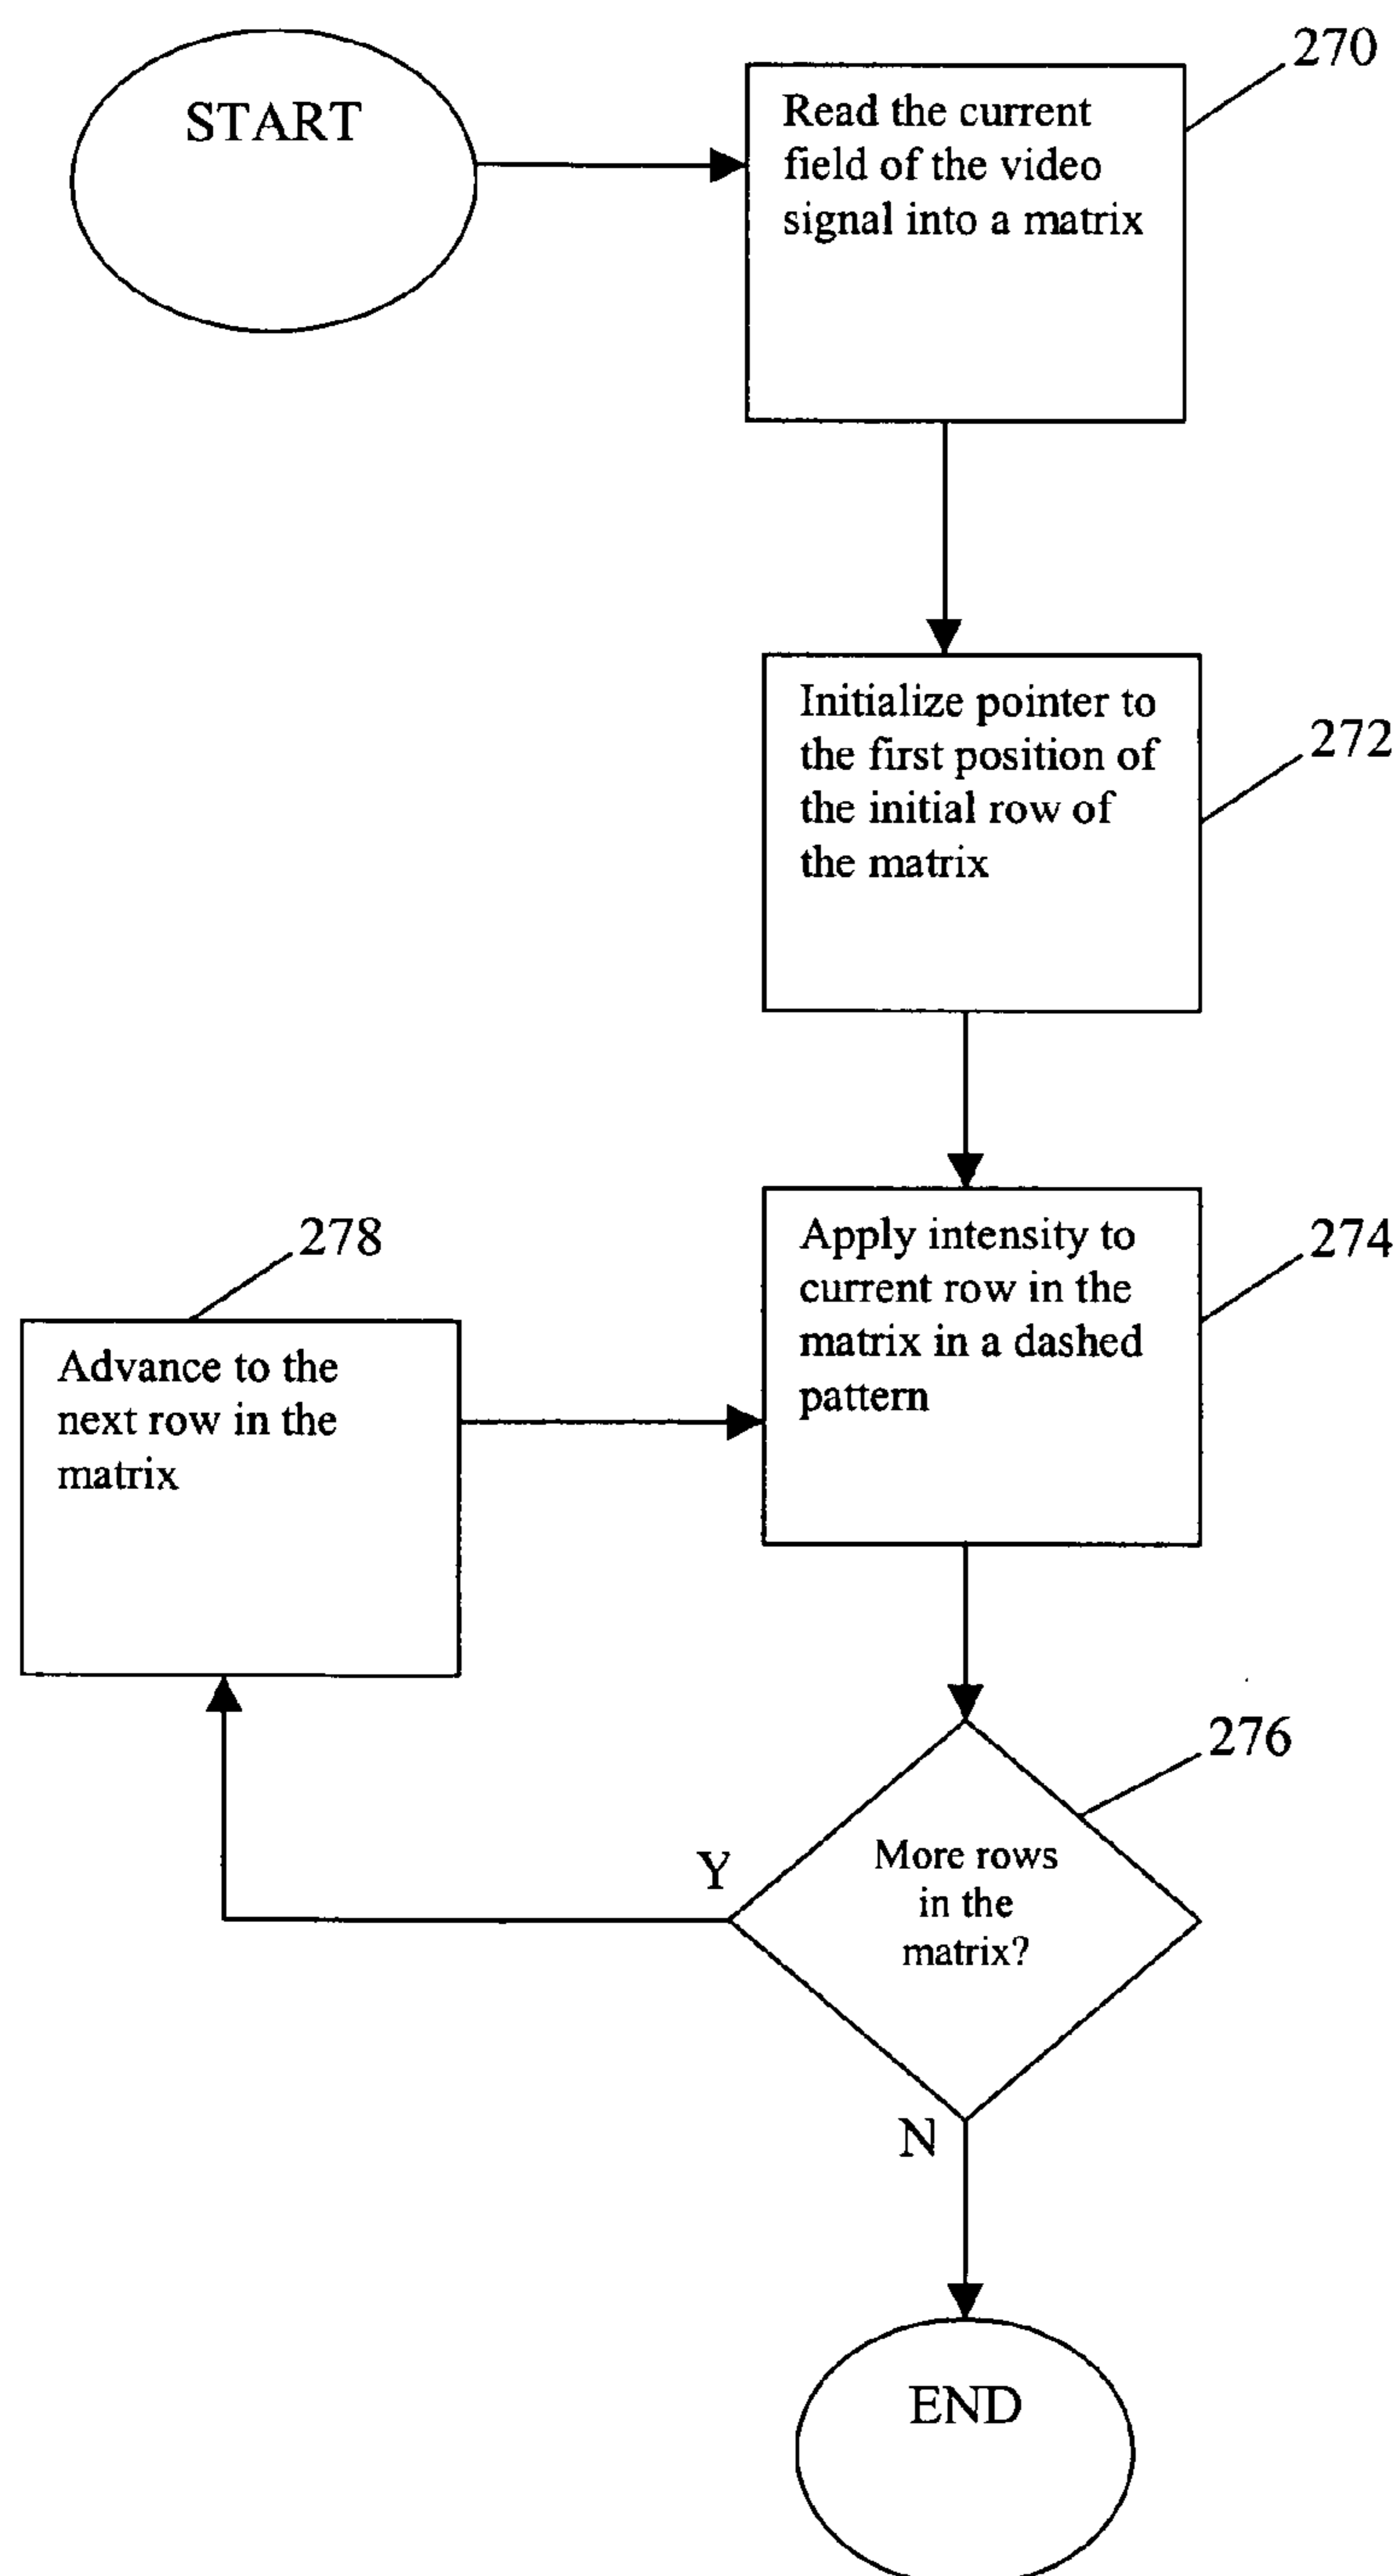 START
270
Read the current
field of the video
signal into a matrix
272
Initialize pointer to
the first position of
the initial row of
the matrix
278
274
Apply intensity to
current row in the
matrix in a dashed
pattern
Advance to the
next row in the
matrix
276
More rows
in the
matrix?
Y
N
END